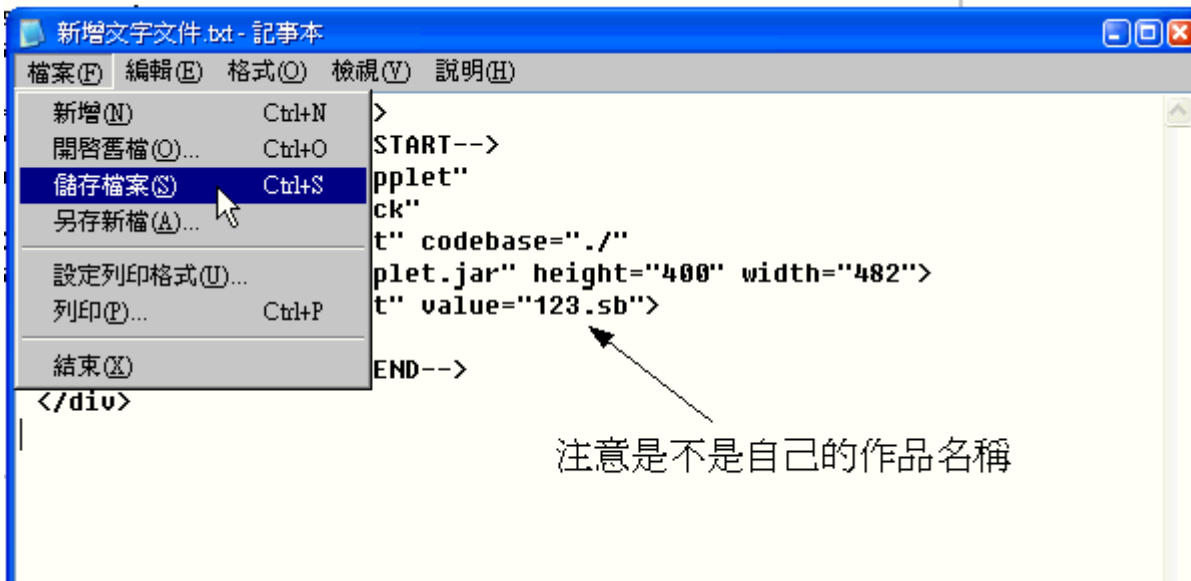 新增文字文件.txt - 記事本
檔案(F) 編輯(E) 格式(O) 檢視(V) 說明(H)
新增(N) Ctrl+N
開啓舊檔(O)... Ctrl+O
儲存檔案(S) Ctrl+S
另存新檔(A)...
設定列印格式(U)...
列印(P)... Ctrl+P
結束(X)
>
START-->
pplet"
ck"
t" codebase="./"
plet.jar" height="400" width="482">
t" value="123.sb">
END-->
</div>
注意是不是自己的作品名稱